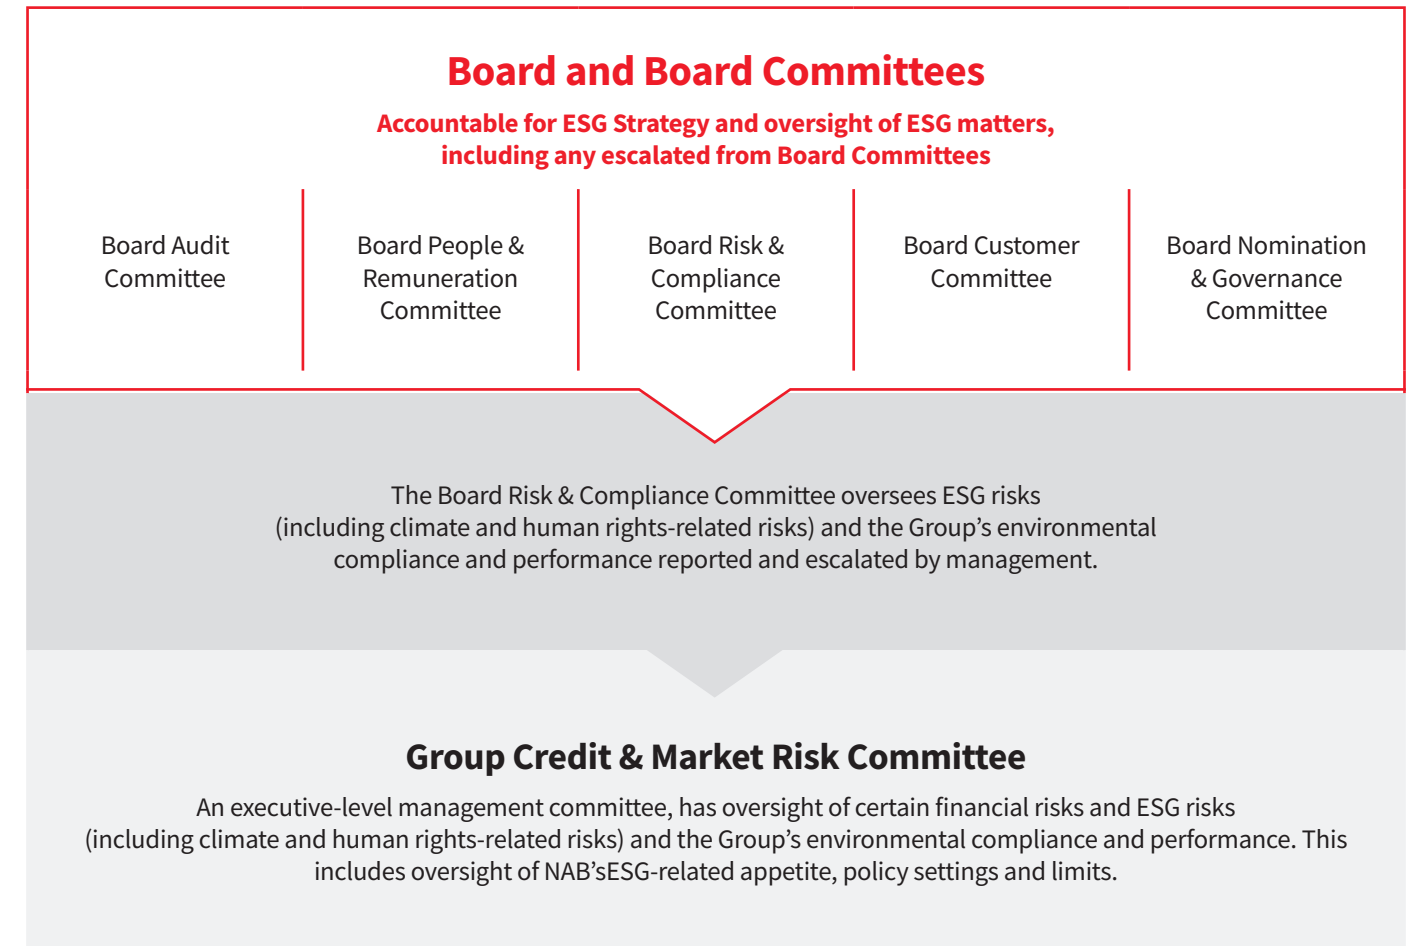 Board and Board Committees
Accountable for ESG Strategy and oversight of ESG matters,
including any escalated from Board Committees
Board Audit
Committee
Board People &
Remuneration
Committee
Board Risk &
Compliance
Committee
Board Customer
Committee
Board Nomination
& Governance
Committee
The Board Risk & Compliance Committee oversees ESG risks
(including climate and human rights-related risks) and the Group’s environmental
compliance and performance reported and escalated by management.
Group Credit & Market Risk Committee
An executive-level management committee, has oversight of certain financial risks and ESG risks
(including climate and human rights-related risks) and the Group’s environmental compliance and performance. This
includes oversight of NAB’sESG-related appetite, policy settings and limits.